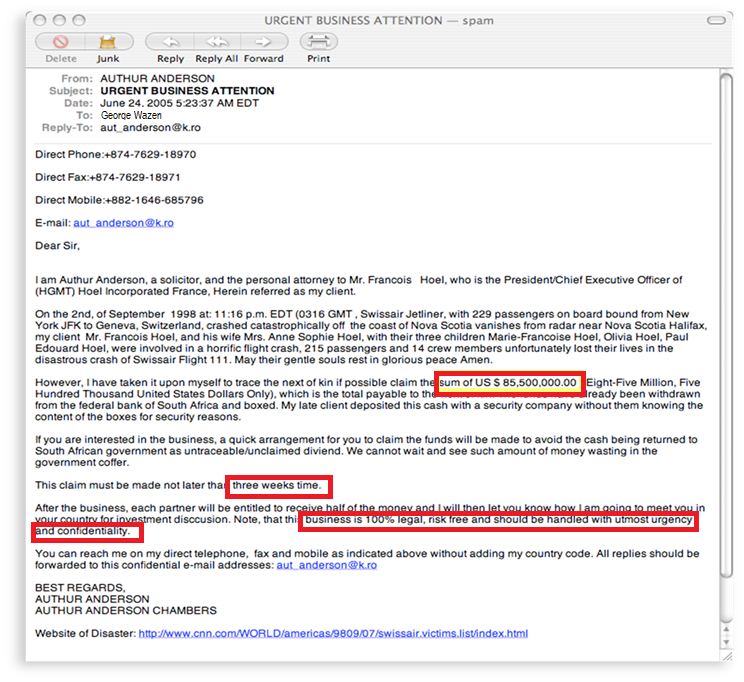 URGENT BUSINESS ATTENTION — spam
Delete Junk Reply Reply All Forward Print
From: AUTHUR ANDERSON
Subject: URGENT BUSINESS ATTENTION
Date: June 24, 2005 5:23:37 AM EDT
To: George Wazen
Reply-To: aut_anderson@k.ro
Direct Phone:+874-7629-18970
Direct Fax:+874-7629-18971
Direct Mobile:+882-1646-685796
E-mail: aut_anderson@k.ro
Dear Sir,
I am Authur Anderson, a solicitor, and the personal attorney to Mr. Francois Hoel, who is the President/Chief Executive Officer of
(HGMT) Hoel Incorporated France, Herein referred as my client.
On the 2nd, of September 1998 at: 11:16 p.m. EDT (0316 GMT , Swissair Jetliner, with 229 passengers on board bound from New
York JFK to Geneva, Switzerland, crashed catastrophically off the coast of Nova Scotia vanishes from radar near Nova Scotia Halifax,
my client Mr. Francois Hoel, and his wife Mrs. Anne Sophie Hoel, with their three children Marie-Francoise Hoel, Olivia Hoel, Paul
Edouard Hoel, were involved in a horrific flight crash, 215 passengers and 14 crew members unfortunately lost their lives in the
disastrous crash of Swissair Flight 111. May their gentle souls rest in glorious peace Amen.
However, I have taken it upon myself to trace the next of kin if possible claim the sum of US $ 85,500,000.00 Eight-Five Million, Five
Hundred Thousand United States Dollars Only), which is the total payable to the already been withdrawn
from the federal bank of South Africa and boxed. My late client deposited this cash with a security company without them knowing the
content of the boxes for security reasons.
If you are interested in the business, a quick arrangement for you to claim the funds will be made to avoid the cash being returned to
South African government as untraceable/unclaimed diviend. We cannot wait and see such amount of money wasting in the
government coffer.
This claim must be made not later than three weeks time.
After the business, each partner will be entitled to receive half of the money and I will then let you know how I am going to meet you in
your country for investment disccusion. Note, that this business is 100% legal, risk free and should be handled with utmost urgency
and confidentiality.
You can reach me on my direct telephone, fax and mobile as indicated above without adding my country code. All replies should be
forwarded to this confidential e-mail addresses: aut_anderson@k.ro
BEST REGARDS,
AUTHUR ANDERSON
AUTHUR ANDERSON CHAMBERS
Website of Disaster: http://www.cnn.com/WORLD/americas/9809/07/swissair.victims.list/index.html